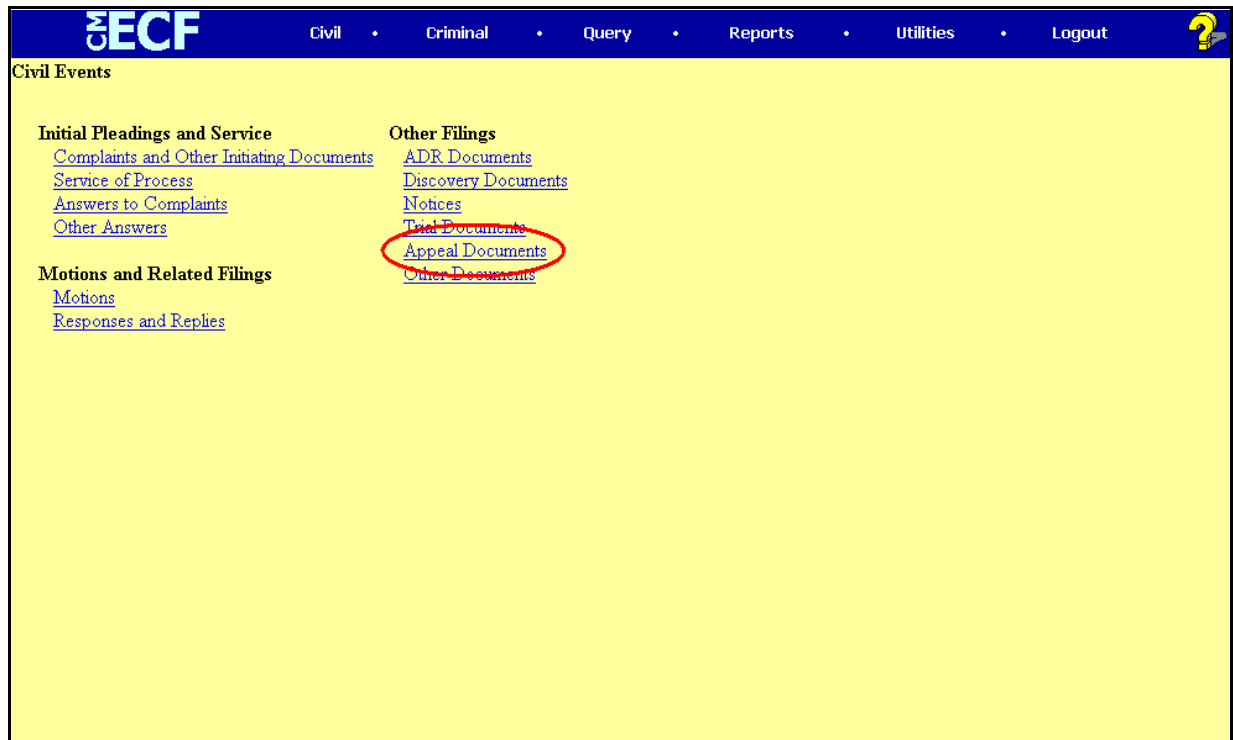 CM ECF Civil • Criminal • Query • Reports • Utilities • Logout ?
Civil Events
Initial Pleadings and Service
Complaints and Other Initiating Documents
Service of Process
Answers to Complaints
Other Answers
Motions and Related Filings
Motions
Responses and Replies
Other Filings
ADR Documents
Discovery Documents
Notices
Trial Documents
Appeal Documents
Other Documents